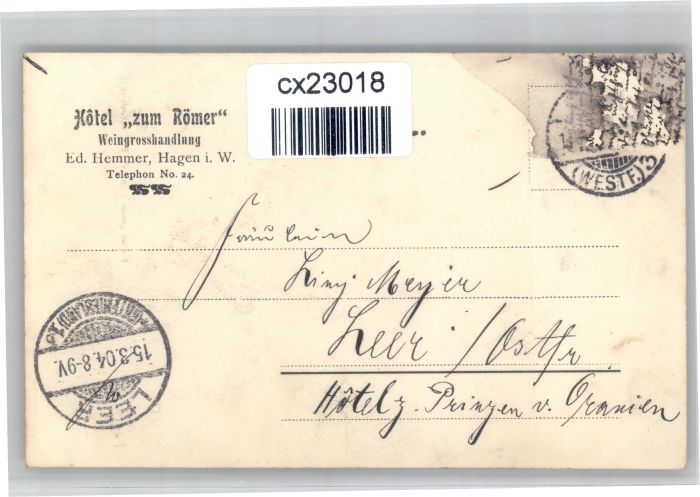 cx23018
Hôtel „zum Römer“
Weingrosshandlung
Ed. Hemmer, Hagen i. W.
Telephon No. 24.
(WESTF.) 3
Fräulein
Meyer
Leer / Ostfr.
Hôtel z. Prinzen v. Oranien
15.3.04.8-9V.
LEER